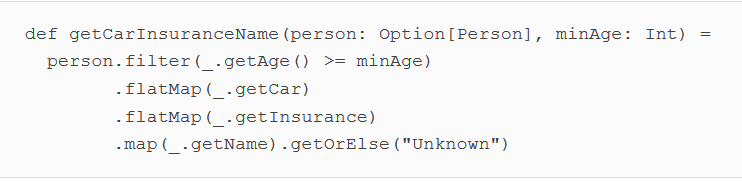 def getCarInsuranceName(person: Option[Person], minAge: Int) =
person.filter(_.getAge() >= minAge)
.flatMap(_.getCar)
.flatMap(_.getInsurance)
.map(_.getName).getOrElse("Unknown")